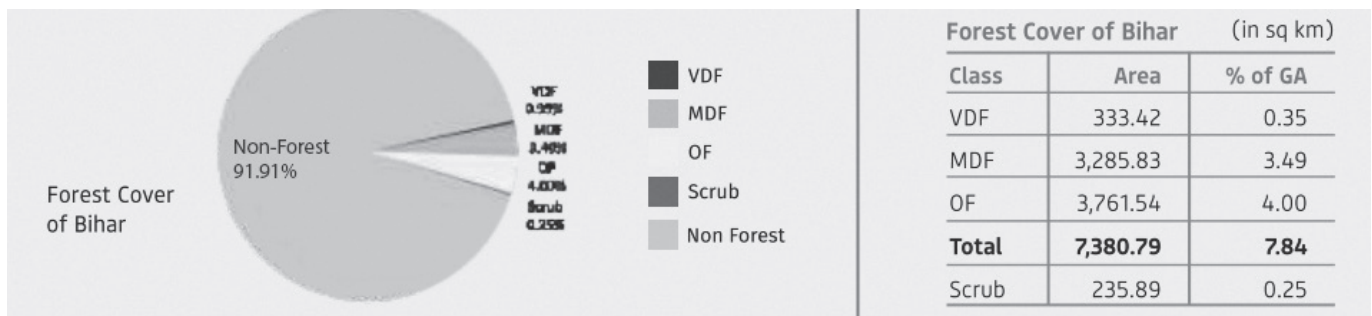 Forest Cover
of Bihar
Non-Forest
91.91%
VDF
MDF
OF
Scrub
0.25%
VDF
MDF
OF
Scrub
Non Forest
Forest Cover of Bihar (in sq km)
Class Area % of GA
VDF 333.42 0.35
MDF 3,285.83 3.49
OF 3,761.54 4.00
Total 7,380.79 7.84
Scrub 235.89 0.25